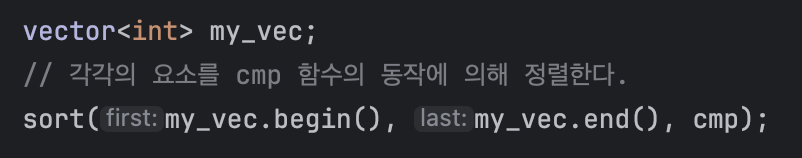 vector<int> my_vec;
// 각각의 요소를 cmp 함수의 동작에 의해 정렬한다.
sort(first: my_vec.begin(), last: my_vec.end(), cmp);